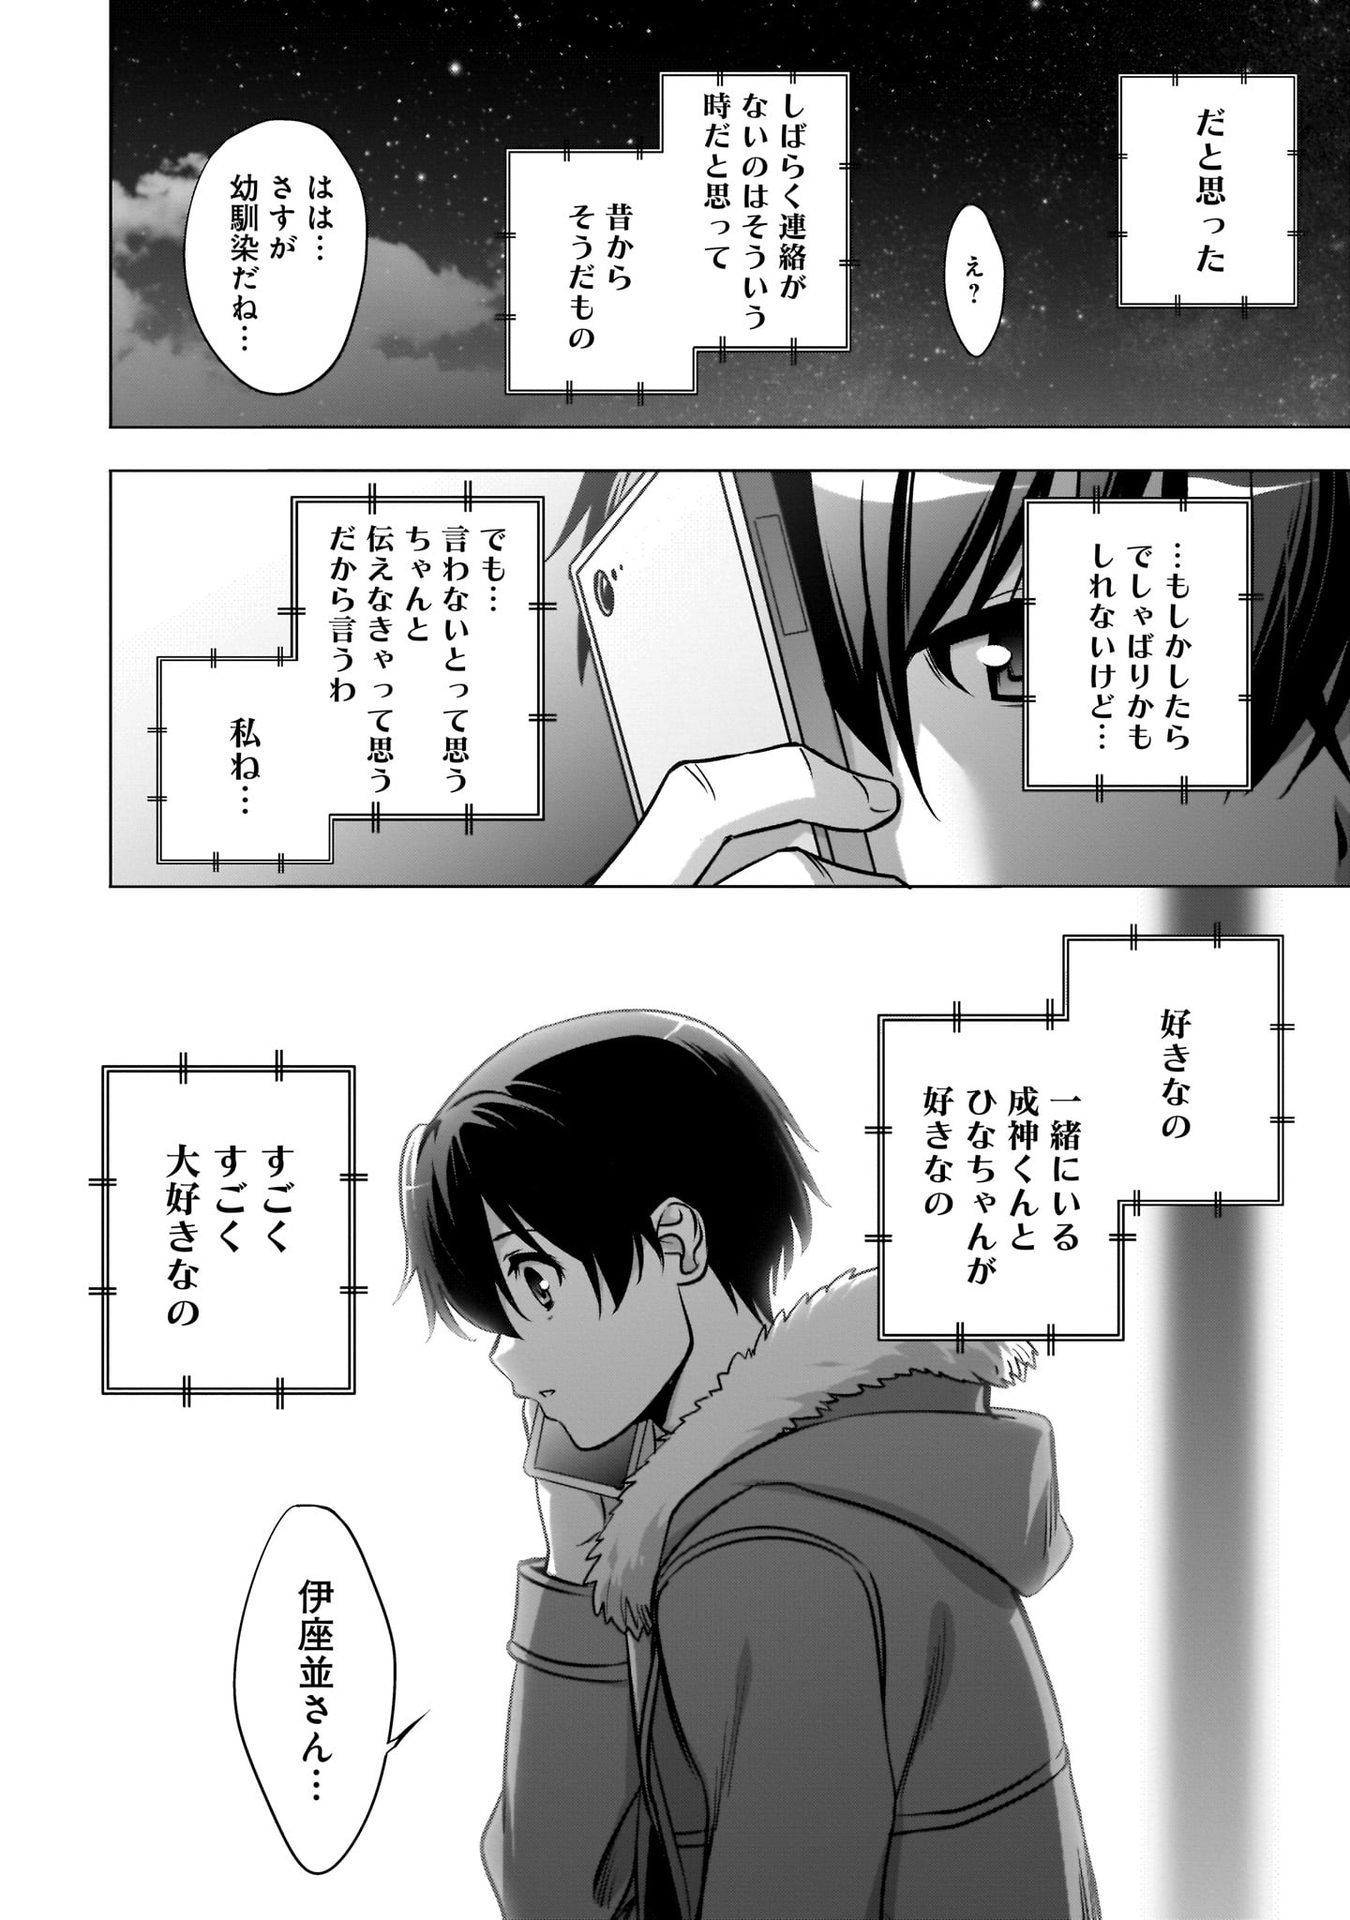 だと思った
え？
しばらく連絡が
ないのはそういう
時だと思って
昔から
そうだもの
はは…
さすが
幼馴染だね…
…もしかしたら
でしゃばりかも
しれないけど…
でも…
言わないとって思う
ちゃんと
伝えなきゃって思う
だから言うわ
私ね…
好きなの
一緒にいる
成神くんと
ひなちゃんが
好きなの
すごく
すごく
大好きなの
伊座並さん…